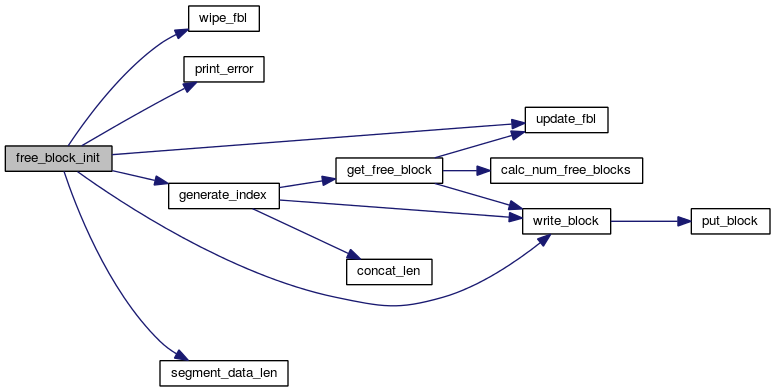 wipe_fbl
print_error
update_fbl
free_block_init
get_free_block
calc_num_free_blocks
generate_index
write_block
put_block
concat_len
segment_data_len